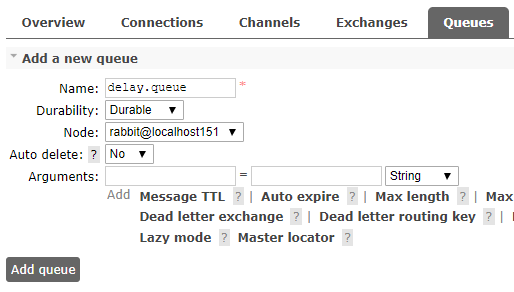 Overview Connections Channels Exchanges Queues
Add a new queue
Name: delay.queue *
Durability: Durable
Node: rabbit@localhost151
Auto delete: ? No
Arguments: = String
Add Message TTL ? | Auto expire ? | Max length ? | Max
Dead letter exchange ? | Dead letter routing key ? |
Lazy mode ? Master locator ?
Add queue